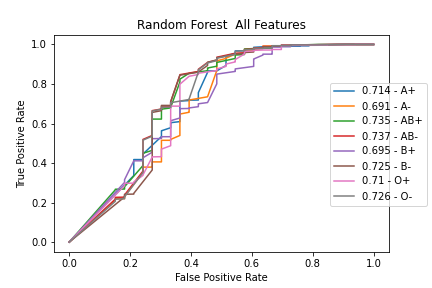 Random Forest  All Features
True Positive Rate
1.0
0.8
0.6
0.4
0.2
0.0
0.714 - A+
0.691 - A-
0.735 - AB+
0.737 - AB-
0.695 - B+
0.725 - B-
0.71 - O+
0.726 - O-
0.0 0.2 0.4 0.6 0.8 1.0
False Positive Rate